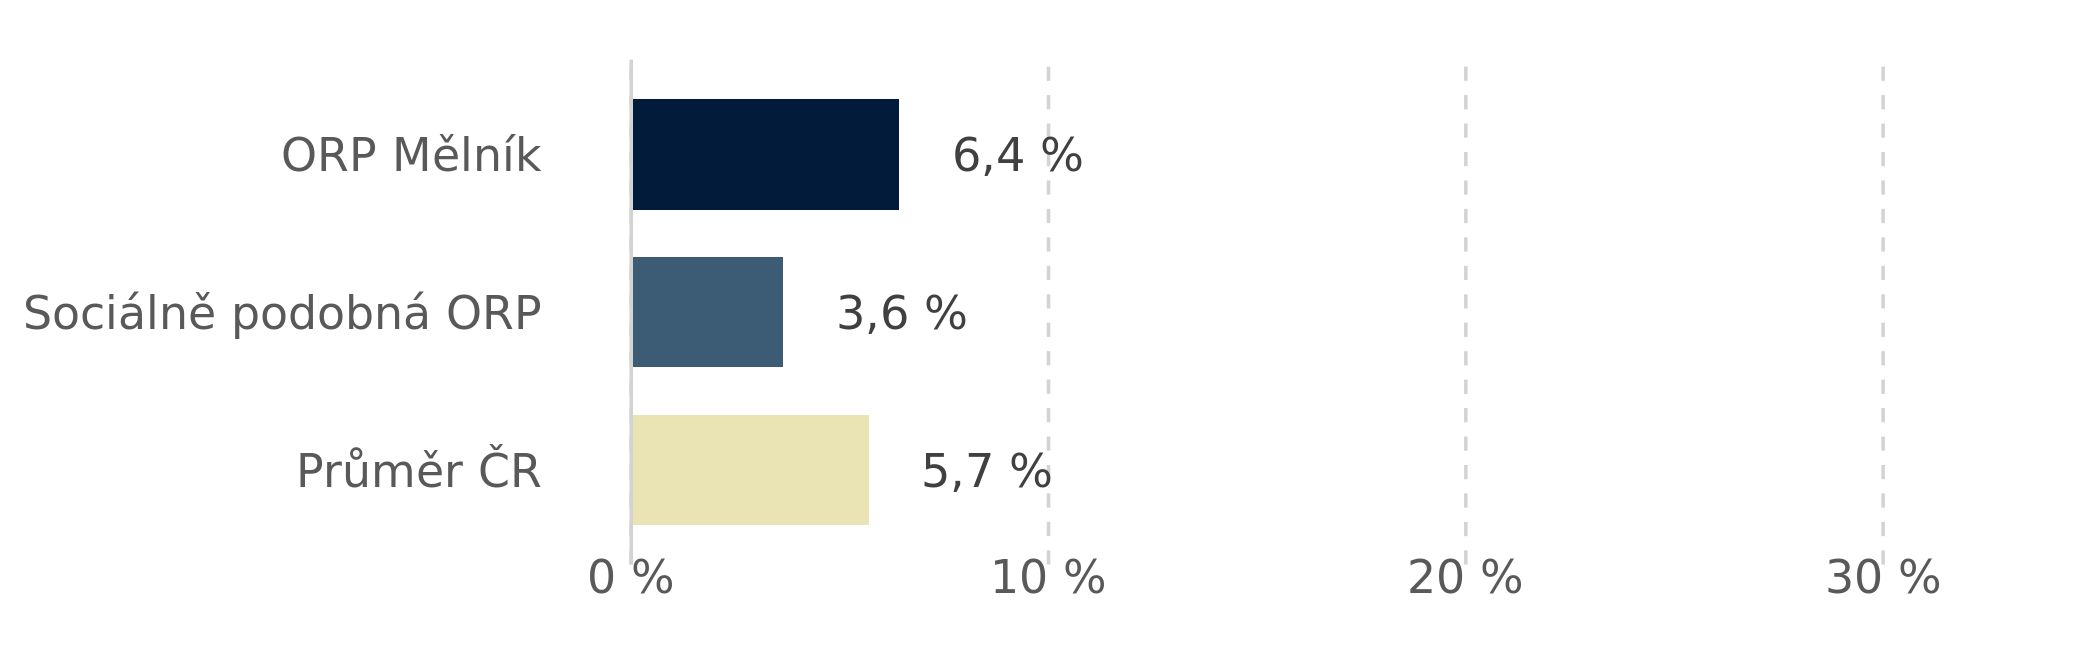 ORP Mělník 6,4 %
Sociálně podobná ORP 3,6 %
Průměr ČR 5,7 %
0 % 10 % 20 % 30 %